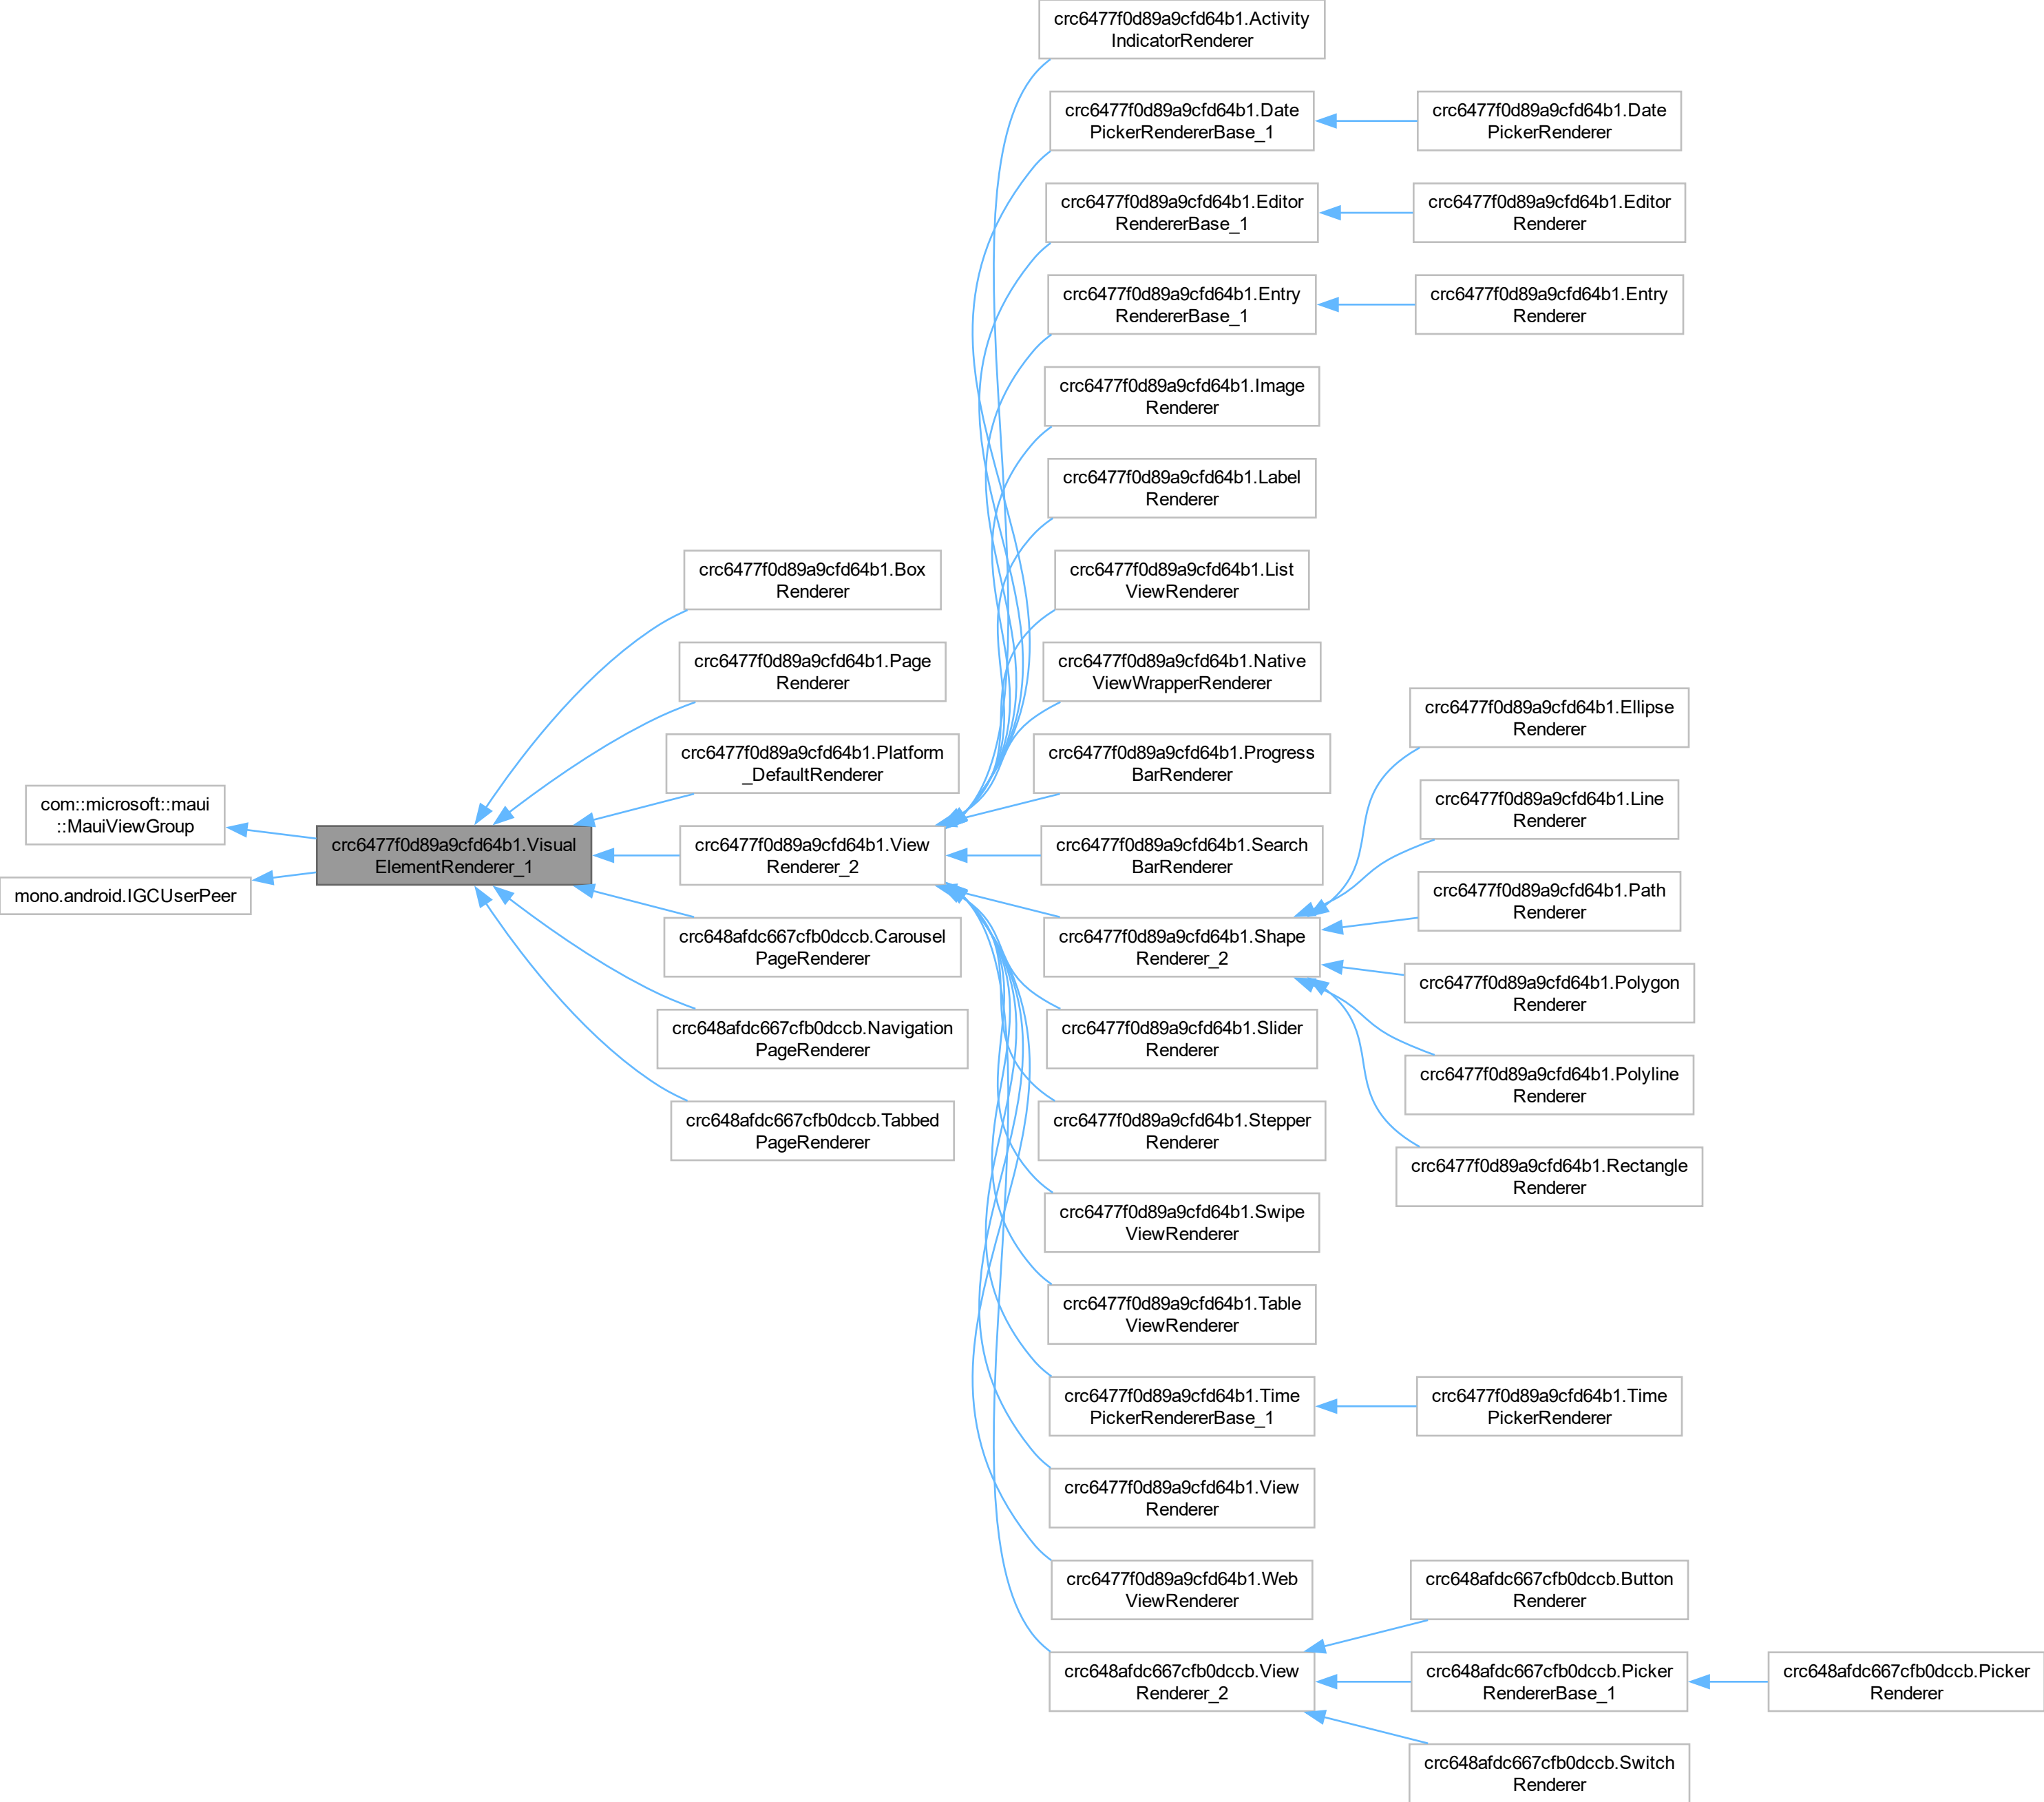 com::microsoft::maui
::MauiViewGroup
mono.android.IGCUserPeer
crc6477f0d89a9cfd64b1.Visual
ElementRenderer_1
crc6477f0d89a9cfd64b1.Box
Renderer
crc6477f0d89a9cfd64b1.Page
Renderer
crc6477f0d89a9cfd64b1.Platform
_DefaultRenderer
crc6477f0d89a9cfd64b1.View
Renderer_2
crc648afdc667cfb0dccb.Carousel
PageRenderer
crc648afdc667cfb0dccb.Navigation
PageRenderer
crc648afdc667cfb0dccb.Tabbed
PageRenderer
crc6477f0d89a9cfd64b1.Activity
IndicatorRenderer
crc6477f0d89a9cfd64b1.Date
PickerRendererBase_1
crc6477f0d89a9cfd64b1.Editor
RendererBase_1
crc6477f0d89a9cfd64b1.Entry
RendererBase_1
crc6477f0d89a9cfd64b1.Image
Renderer
crc6477f0d89a9cfd64b1.Label
Renderer
crc6477f0d89a9cfd64b1.List
ViewRenderer
crc6477f0d89a9cfd64b1.Native
ViewWrapperRenderer
crc6477f0d89a9cfd64b1.Progress
BarRenderer
crc6477f0d89a9cfd64b1.Search
BarRenderer
crc6477f0d89a9cfd64b1.Shape
Renderer_2
crc6477f0d89a9cfd64b1.Slider
Renderer
crc6477f0d89a9cfd64b1.Stepper
Renderer
crc6477f0d89a9cfd64b1.Swipe
ViewRenderer
crc6477f0d89a9cfd64b1.Table
ViewRenderer
crc6477f0d89a9cfd64b1.Time
PickerRendererBase_1
crc6477f0d89a9cfd64b1.View
Renderer
crc6477f0d89a9cfd64b1.Web
ViewRenderer
crc648afdc667cfb0dccb.View
Renderer_2
crc6477f0d89a9cfd64b1.Date
PickerRenderer
crc6477f0d89a9cfd64b1.Editor
Renderer
crc6477f0d89a9cfd64b1.Entry
Renderer
crc6477f0d89a9cfd64b1.Ellipse
Renderer
crc6477f0d89a9cfd64b1.Line
Renderer
crc6477f0d89a9cfd64b1.Path
Renderer
crc6477f0d89a9cfd64b1.Polygon
Renderer
crc6477f0d89a9cfd64b1.Polyline
Renderer
crc6477f0d89a9cfd64b1.Rectangle
Renderer
crc6477f0d89a9cfd64b1.Time
PickerRenderer
crc648afdc667cfb0dccb.Button
Renderer
crc648afdc667cfb0dccb.Picker
RendererBase_1
crc648afdc667cfb0dccb.Switch
Renderer
crc648afdc667cfb0dccb.Picker
Renderer